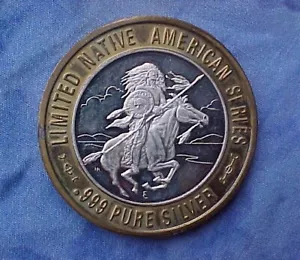 LIMITED NATIVE AMERICAN SERIES
.999 PURE SILVER